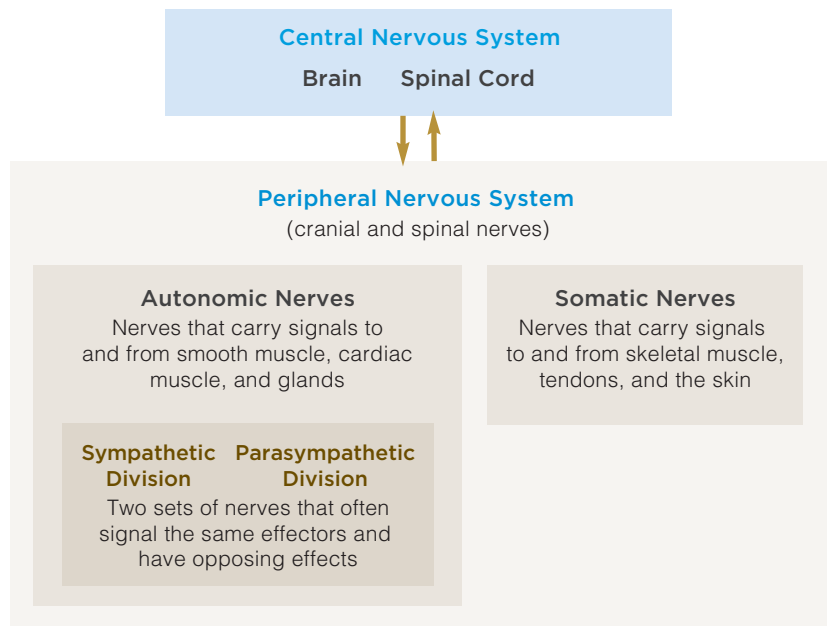 Central Nervous System
Brain Spinal Cord
Peripheral Nervous System
(cranial and spinal nerves)
Autonomic Nerves
Nerves that carry signals to
and from smooth muscle, cardiac
muscle, and glands
Sympathetic
Division
Parasympathetic
Division
Two sets of nerves that often
signal the same effectors and
have opposing effects
Somatic Nerves
Nerves that carry signals
to and from skeletal muscle,
tendons, and the skin